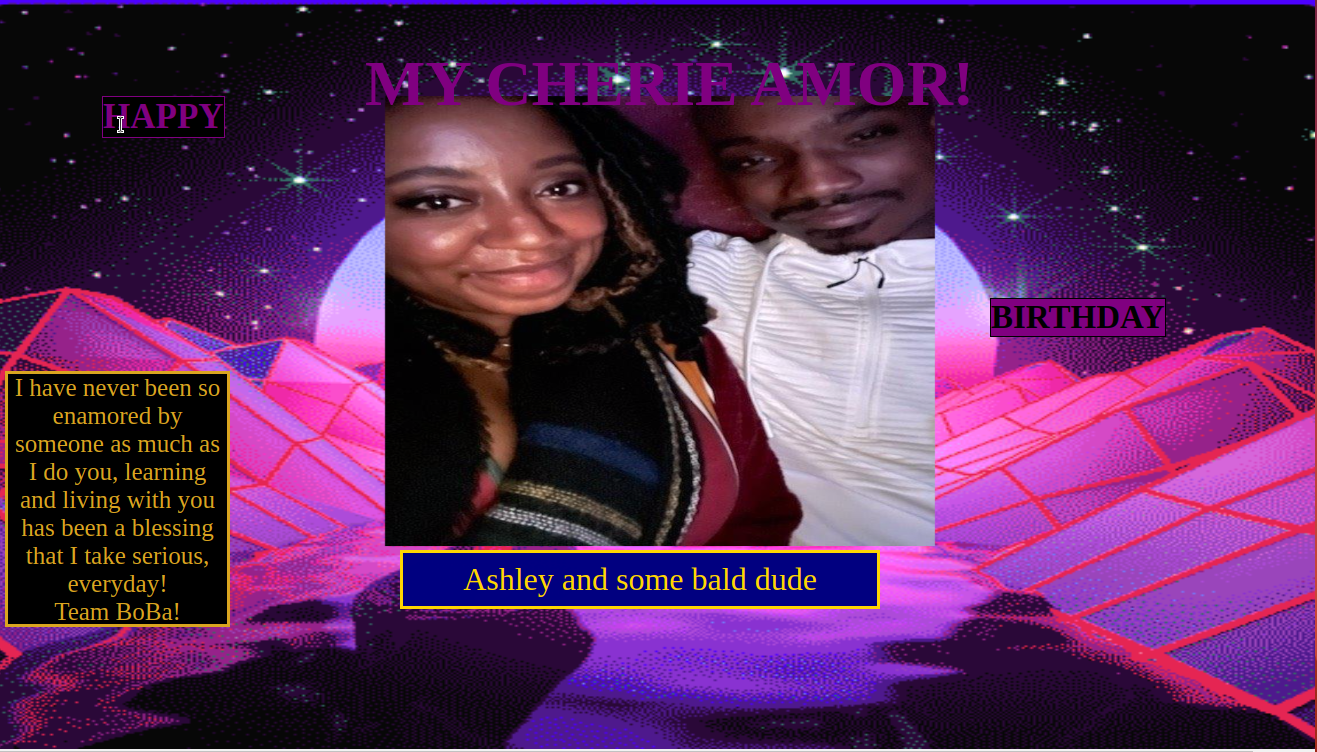 MY CHERIE AMOR!
HAPPY
BIRTHDAY
I have never been so
enamored by
someone as much as
I do you, learning
and living with you
has been a blessing
that I take serious,
everyday!
Team BoBa!
Ashley and some bald dude